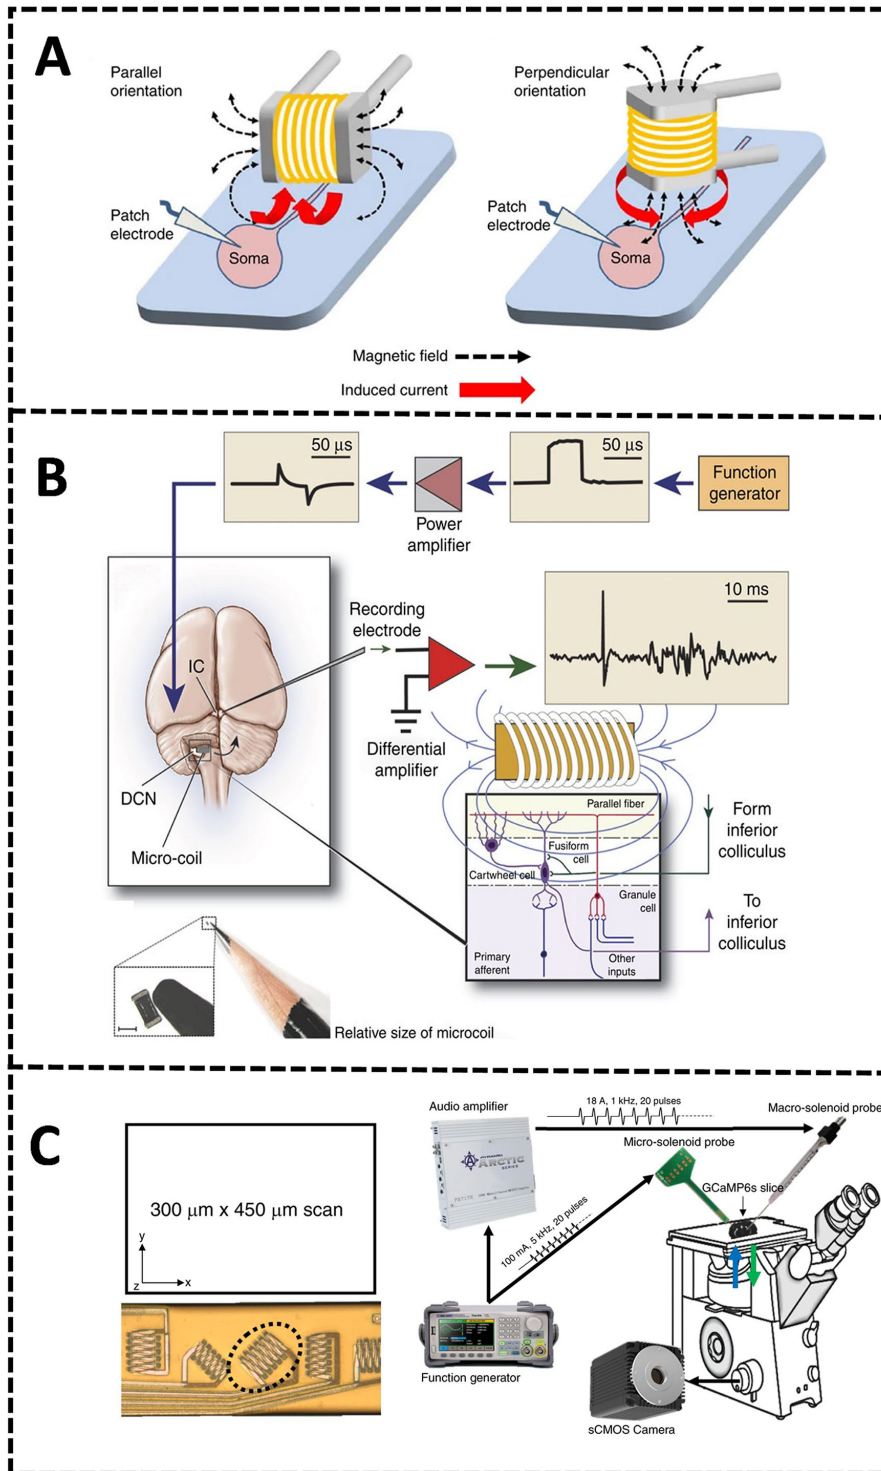 A
Parallel
orientation
Patch
electrode
Soma
Perpendicular
orientation
Patch
electrode
Soma
Magnetic field
Induced current
B
50 μs
50 μs
Function
generator
Power
amplifier
Recording
electrode
10 ms
IC
Differential
amplifier
DCN
Micro-coil
Parallel fiber
Fusiform
cell
Cartwheel cell
Granule
cell
Primary
afferent
Other
inputs
Form
inferior
colliculus
To
inferior
colliculus
Relative size of microcoil
C
300 μm x 450 μm scan
y
z
x
Audio amplifier
18 A, 1 kHz, 20 pulses
Macro-solenoid probe
Micro-solenoid probe
ARCTIC
SERIES
GCaMP6s slice
100 mA, 5 kHz, 20 pulses
Function generator
sCMOS Camera